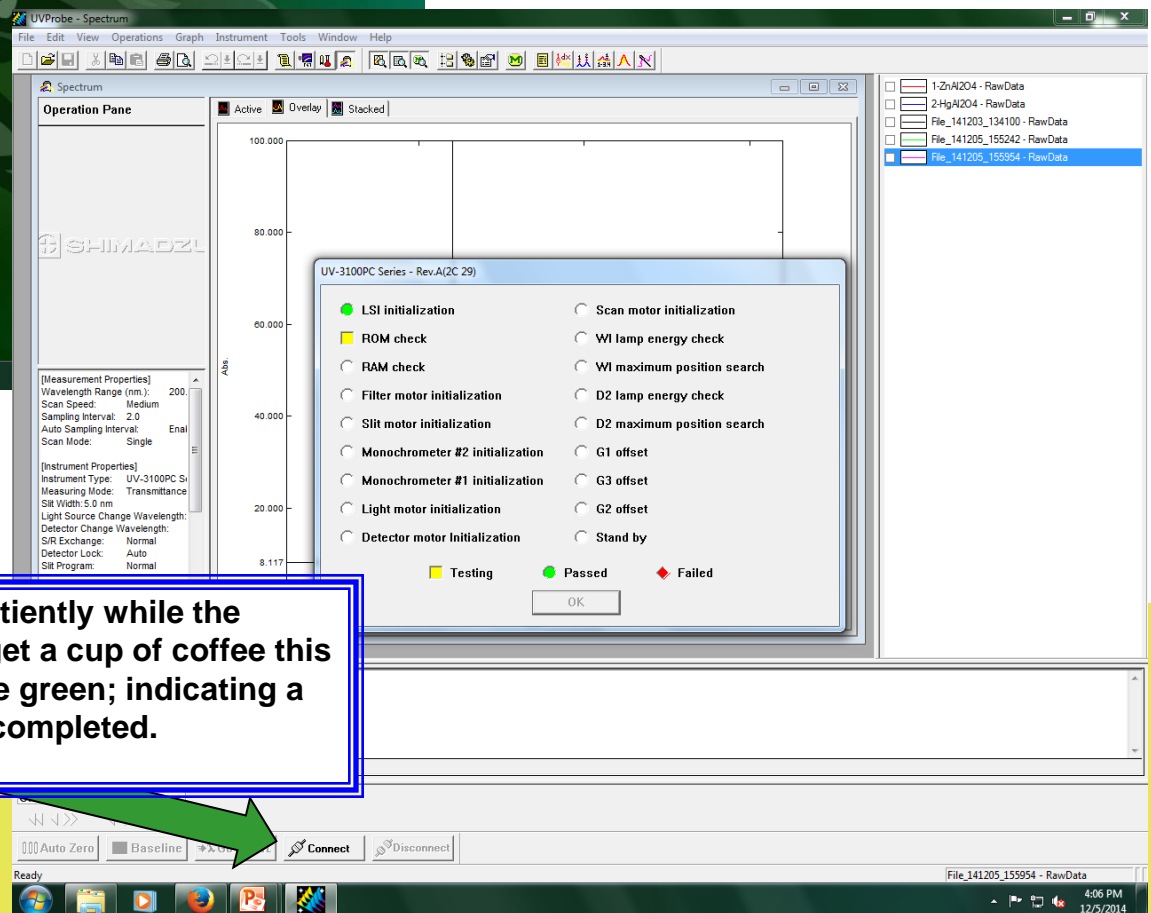 UVProbe - Spectrum
File Edit View Operations Graph Instrument Tools Window Help
Spectrum
Operation Pane
Active Overlay Stacked
1-ZnAl2O4 - RawData
2-HgAl2O4 - RawData
File_141203_134100 - RawData
File_141205_155242 - RawData
File_141205_155954 - RawData
100.000
80.000
60.000
40.000
20.000
8.117
Abs.
SHIMADZU
[Measurement Properties]
Wavelength Range (nm.): 200.
Scan Speed: Medium
Sampling Interval: 2.0
Auto Sampling Interval: Enal
Scan Mode: Single
[Instrument Properties]
Instrument Type: UV-3100PC S
Measuring Mode: Transmittance
Slit Width: 5.0 nm
Light Source Change Wavelength:
Detector Change Wavelength:
S/R Exchange: Normal
Detector Lock: Auto
Slit Program: Normal
UV-3100PC Series - Rev.A(2C 29)
LSI initialization
ROM check
RAM check
Filter motor initialization
Slit motor initialization
Monochrometer #2 initialization
Monochrometer #1 initialization
Light motor initialization
Detector motor Initialization
Scan motor initialization
WI lamp energy check
WI maximum position search
D2 lamp energy check
D2 maximum position search
G1 offset
G3 offset
G2 offset
Stand by
Testing Passed Failed
OK
tiently while the
get a cup of coffee this
e green; indicating a
completed.
Auto Zero Baseline Connect Disconnect
Ready File_141205_155954 - RawData
4:06 PM
12/5/2014